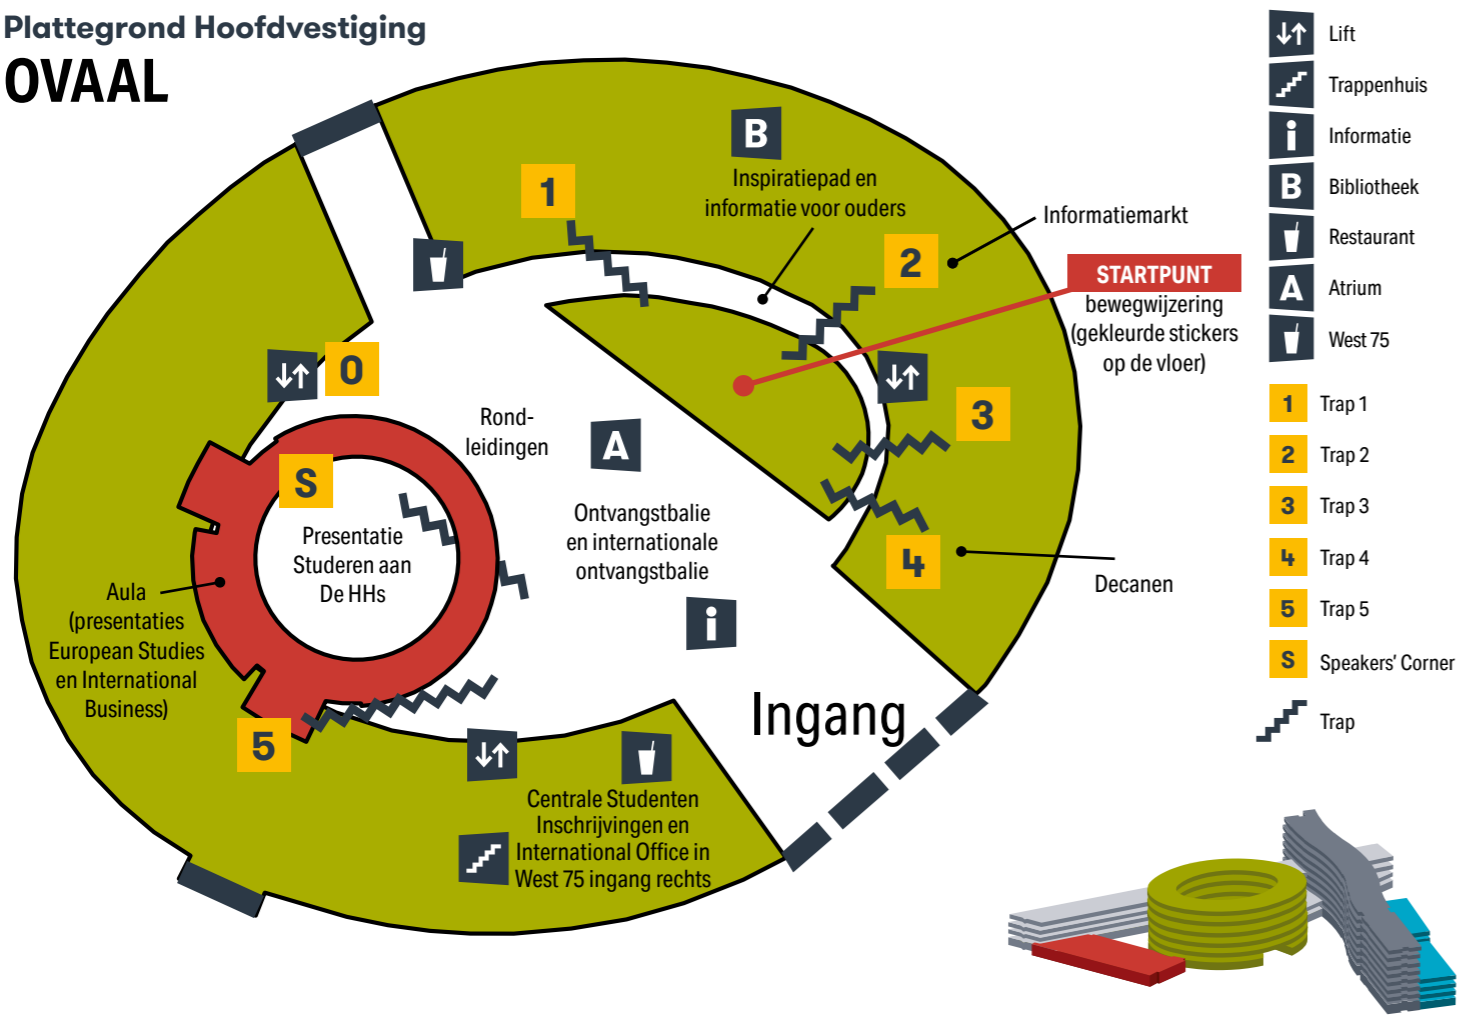 Plattegrond Hoofdvestiging
OVAAL
B
Inspiratiepad en
informatie voor ouders
1
2
Informatiemarkt
STARTPUNT
bewegwijzering
(gekleurde stickers
op de vloer)
0
3
Rond-
leidingen
A
S
Presentatie
Studeren aan
De HHs
Ontvangstbalie
en internationale
ontvangstbalie
4
Decanen
Aula
(presentaties
European Studies
en International
Business)
i
Ingang
5
Centrale Studenten
Inschrijvingen en
International Office in
West 75 ingang rechts
Lift
Trappenhuis
i Informatie
B Bibliotheek
Restaurant
A Atrium
West 75
1 Trap 1
2 Trap 2
3 Trap 3
4 Trap 4
5 Trap 5
S Speakers' Corner
Trap